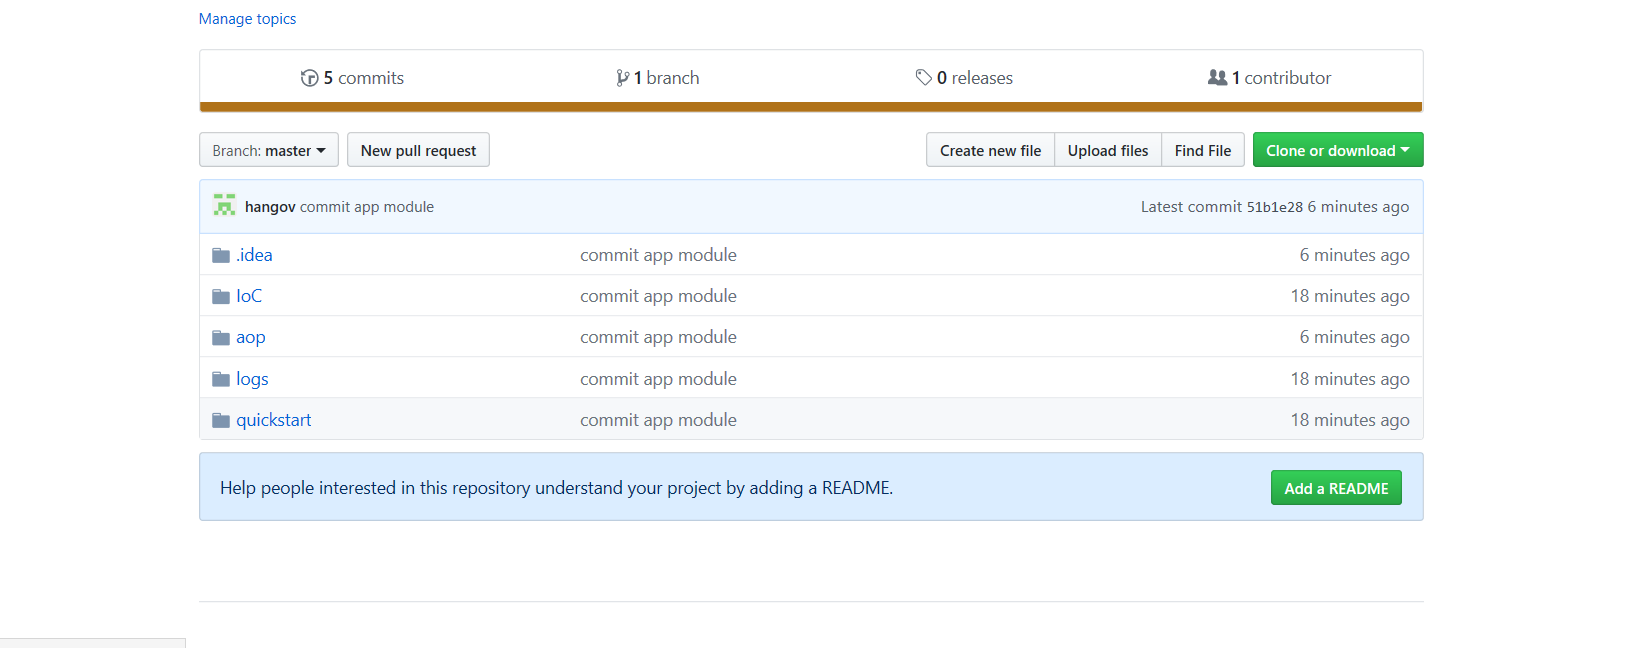 Manage topics
5 commits 1 branch 0 releases 1 contributor
Branch: master New pull request Create new file Upload files Find File Clone or download
hangov commit app module Latest commit 51b1e28 6 minutes ago
.idea commit app module 6 minutes ago
IoC commit app module 18 minutes ago
aop commit app module 6 minutes ago
logs commit app module 18 minutes ago
quickstart commit app module 18 minutes ago
Help people interested in this repository understand your project by adding a README. Add a README